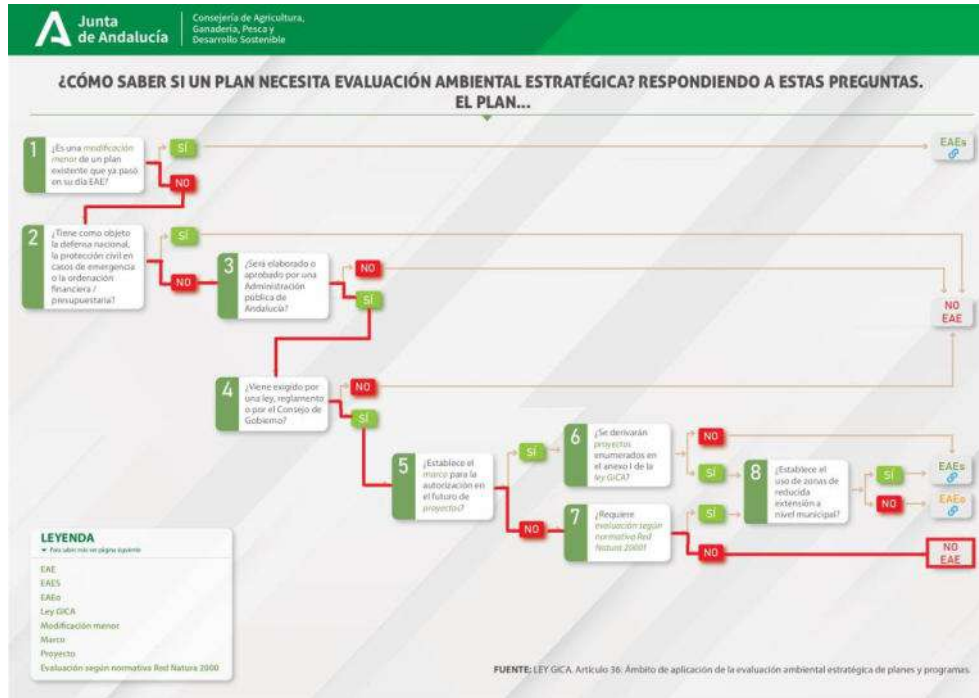 Junta
de Andalucía
Consejería de Agricultura,
Ganadería, Pesca y
Desarrollo Sostenible
¿CÓMO SABER SI UN PLAN NECESITA EVALUACIÓN AMBIENTAL ESTRATÉGICA? RESPONDIENDO A ESTAS PREGUNTAS.
EL PLAN...
1
¿Es una modificación
menor de un plan
existente que ya pasó
en su día EAE?
SÍ
NO
EAEs
2
¿Tiene como objeto
la defensa nacional,
la protección civil en
casos de emergencia
o la ordenación
financiera /
presupuestaria?
SÍ
NO
3
¿Será elaborado o
aprobado por una
Administración
pública de
Andalucía?
NO
SÍ
NO
EAE
4
¿Viene exigido por
una ley, reglamento
o por el Consejo de
Gobierno?
NO
SÍ
5
¿Establece el
marco para la
autorización en
el futuro de
proyectos?
SÍ
NO
6
¿Se derivarán
proyectos
enumerados en
el anexo I de la
ley GICA?
NO
SÍ
7
¿Requiere
evaluación según
normativa Red
Natura 2000?
SÍ
NO
8
¿Establece el
uso de zonas de
reducida
extensión a
nivel municipal?
SÍ
NO
EAEs
EAEo
NO
EAE
LEYENDA
Para saber más ver página siguiente
EAE
EAES
EAEo
Ley GICA
Modificación menor
Marco
Proyecto
Evaluación según normativa Red Natura 2000
FUENTE: LEY GICA. Artículo 36. Ámbito de aplicación de la evaluación ambiental estratégica de planes y programas.